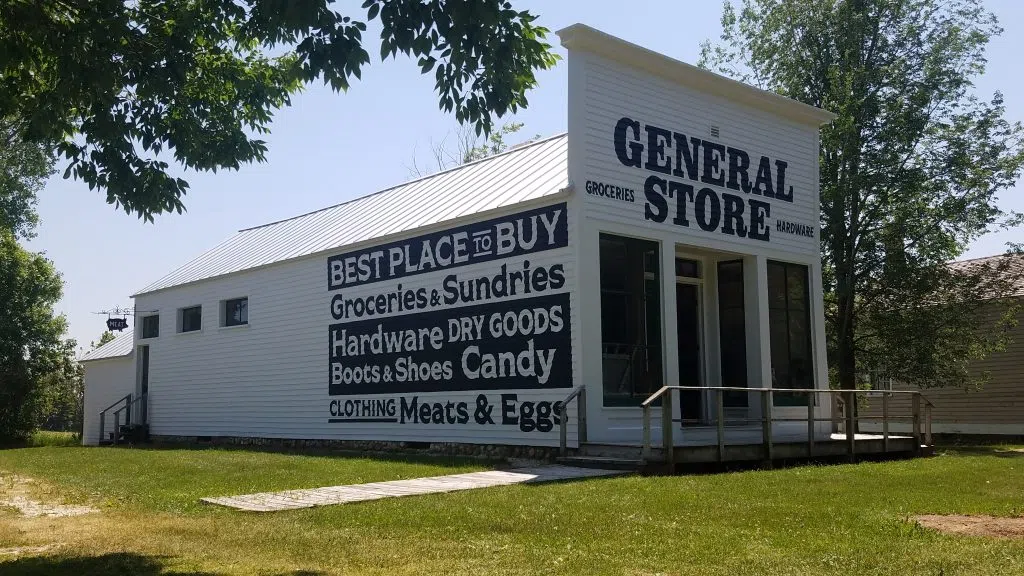 GENERAL
STORE
GROCERIES
HARDWARE
BEST PLACE TO BUY
Groceries & Sundries
Hardware DRY GOODS
Boots & Shoes Candy
CLOTHING Meats & Eggs
MEAT